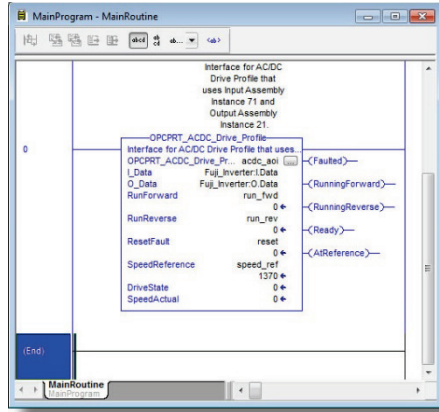 MainProgram - MainRoutine
abcd
ab...
<ab>
Interface for AC/DC
Drive Profile that
uses Input Assembly
Instance 71 and
Output Assembly
Instance 21.
0
OPCPRT_ACDC_Drive_Profile
Interface for AC/DC Drive Profile that uses...
OPCPRT_ACDC_Drive_Pr... acdc_aoi ... (Faulted)
I_Data Fuji_Inverter:I.Data
O_Data Fuji_Inverter:O.Data (RunningForward)
RunForward run_fwd
0 (RunningReverse)
RunReverse run_rev
0 (Ready)
ResetFault reset
0 (AtReference)
SpeedReference speed_ref
1370
DriveState 0
SpeedActual 0
(End)
MainRoutine
MainProgram